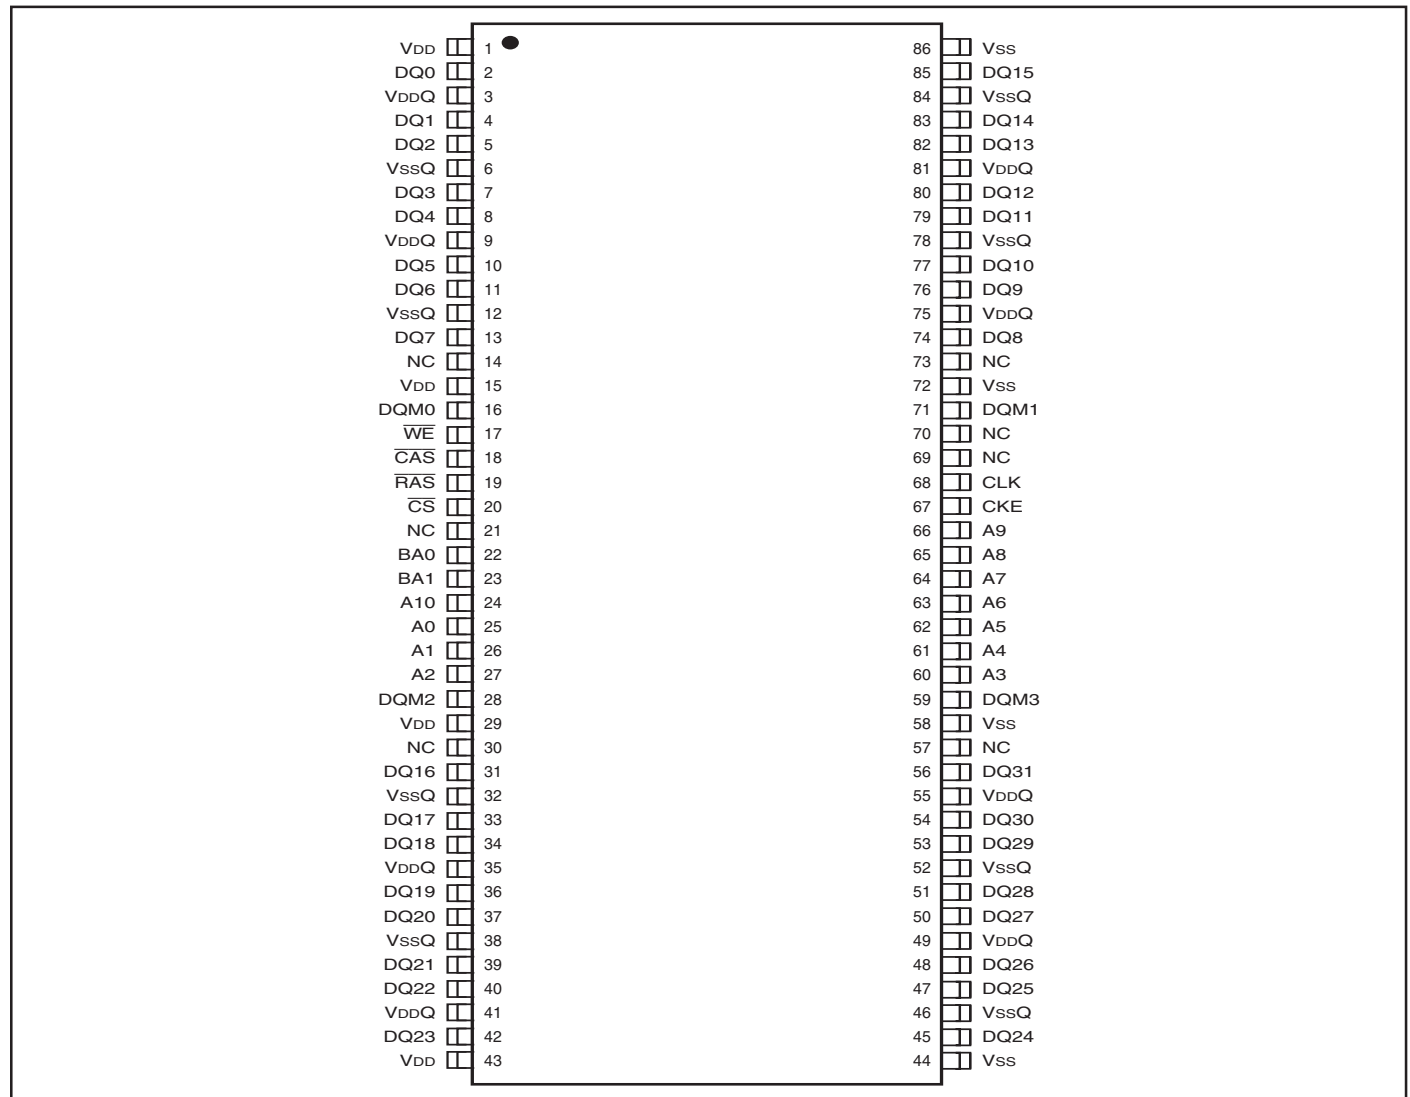 VDD 1 86 VSS
DQ0 2 85 DQ15
VDDQ 3 84 VSSQ
DQ1 4 83 DQ14
DQ2 5 82 DQ13
VSSQ 6 81 VDDQ
DQ3 7 80 DQ12
DQ4 8 79 DQ11
VDDQ 9 78 VSSQ
DQ5 10 77 DQ10
DQ6 11 76 DQ9
VSSQ 12 75 VDDQ
DQ7 13 74 DQ8
NC 14 73 NC
VDD 15 72 VSS
DQM0 16 71 DQM1
WE 17 70 NC
CAS 18 69 NC
RAS 19 68 CLK
CS 20 67 CKE
NC 21 66 A9
BA0 22 65 A8
BA1 23 64 A7
A10 24 63 A6
A0 25 62 A5
A1 26 61 A4
A2 27 60 A3
DQM2 28 59 DQM3
VDD 29 58 VSS
NC 30 57 NC
DQ16 31 56 DQ31
VSSQ 32 55 VDDQ
DQ17 33 54 DQ30
DQ18 34 53 DQ29
VDDQ 35 52 VSSQ
DQ19 36 51 DQ28
DQ20 37 50 DQ27
VSSQ 38 49 VDDQ
DQ21 39 48 DQ26
DQ22 40 47 DQ25
VDDQ 41 46 VSSQ
DQ23 42 45 DQ24
VDD 43 44 VSS